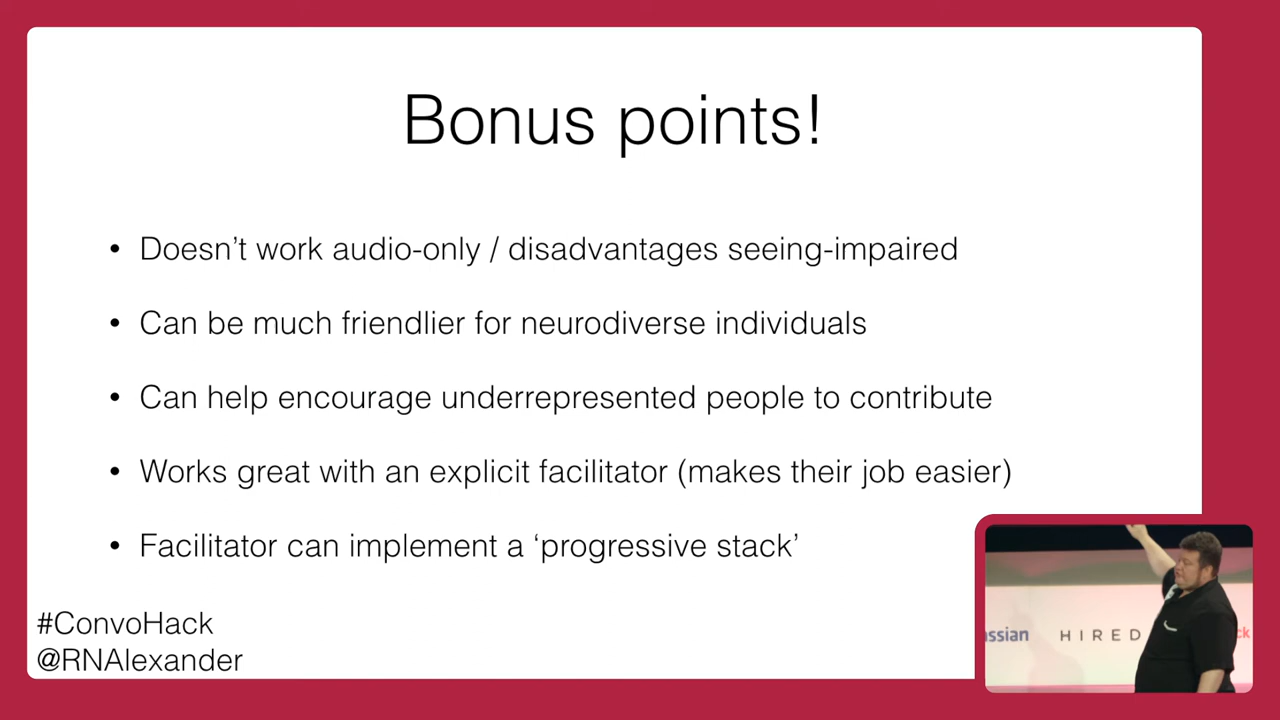 Bonus points!
• Doesn’t work audio-only / disadvantages seeing-impaired
• Can be much friendlier for neurodiverse individuals
• Can help encourage underrepresented people to contribute
• Works great with an explicit facilitator (makes their job easier)
• Facilitator can implement a ‘progressive stack’
#ConvoHack
@RNAlexander
ssian HIRED ck